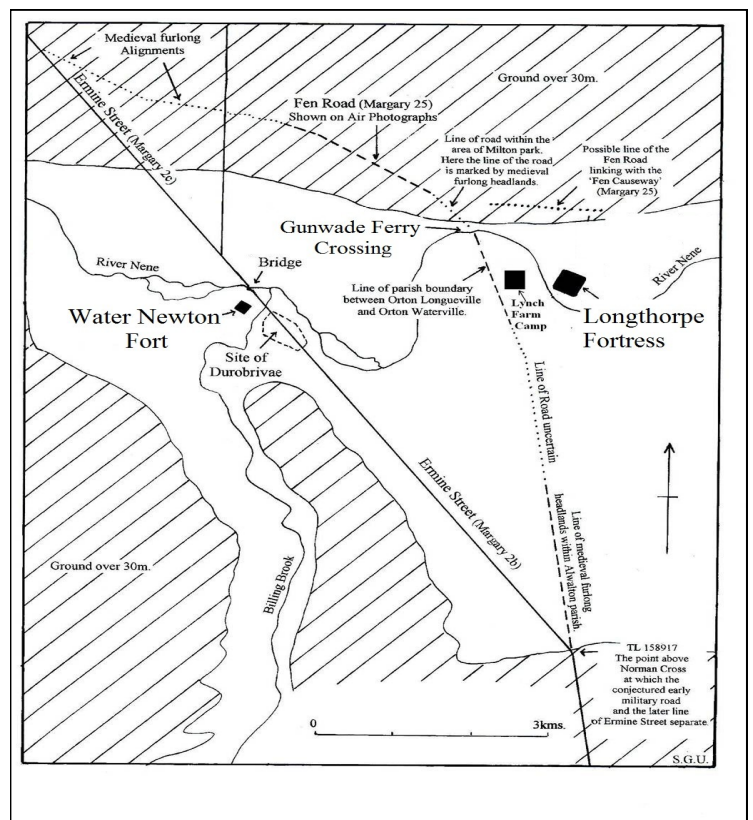 Medieval furlong
Alignments
Ground over 30m.
Ermine Street (Margary 2c)
Fen Road (Margary 25)
Shown on Air Photographs
Line of road within the
area of Milton park.
Here the line of the road
is marked by medieval
furlong headlands.
Possible line of the
Fen Road
linking with the
'Fen Causeway'
(Margary 25)
Gunwade Ferry
Crossing
River Nene
Bridge
River Nene
Line of parish boundary
between Orton Longueville
and Orton Waterville.
Lynch
Farm
Camp
Longthorpe
Fortress
Water Newton
Fort
Site of
Durobrivae
Line of Road uncertain
Ermine Street (Margary 2b)
Line of medieval furlong
headlands within Alwalton parish.
Ground over 30m.
Billing Brook
TL 158917
The point above
Norman Cross
at which the
conjectured early
military road
and the later line
of Ermine Street separate.
0
3kms.
S.G.U.